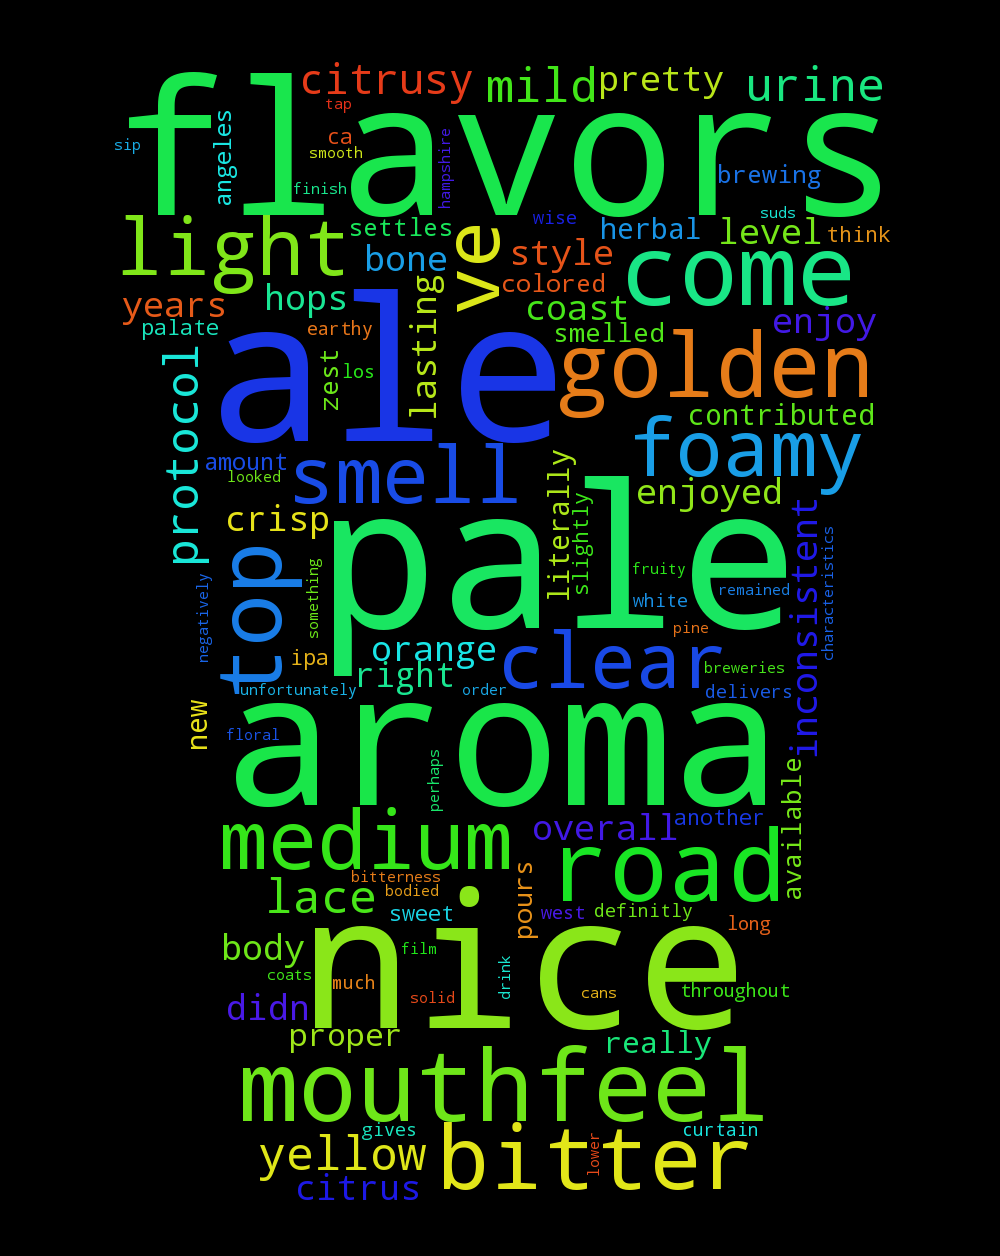 flavors
citrusy
mild
pretty
urine
tap
ca
smooth
sip
angeles
finish
hampshire
brewing
suds
wise
herbal
level
think
light
settles
ve
style
come
bone
colored
years
hops
lasting
coast
enjoy
palate
earthy
smelled
ale
golden
zest
los
protocol
contributed
foamy
amount
looked
smell
literally
enjoyed
crisp
slightly
pale
inconsistent
characteristics
top
something
negatively
fruity
remained
white
pine
orange
clear
ipa
right
breweries
unfortunately
order
delivers
new
floral
aroma
perhaps
available
medium
overall
another
road
bitterness
bodied
lace
sweet
pours
west
definitly
long
nice
body
film
coats
much
solid
drink
cans
throughout
didn
proper
really
mouthfeel
gives
curtain
yellow
bitter
lower
citrus